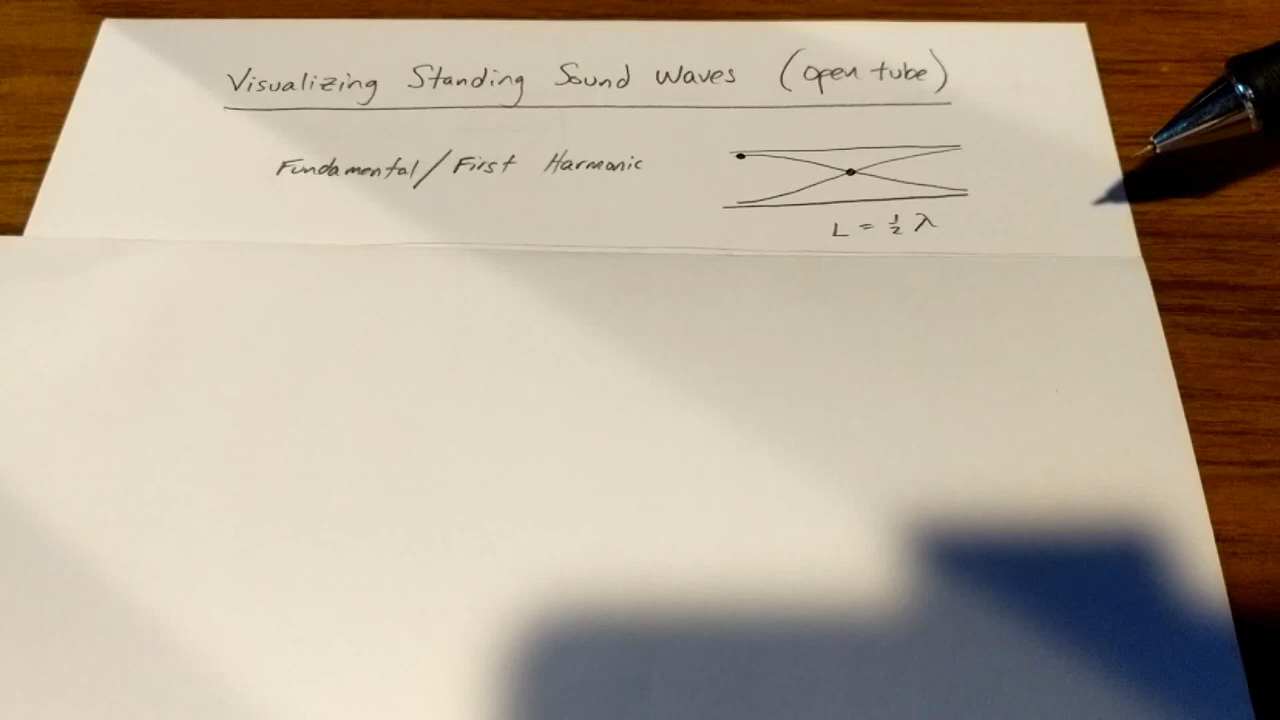 Visualizing Standing Sound Waves (open tube)
Fundamental/First Harmonic
L = 1/2 λ